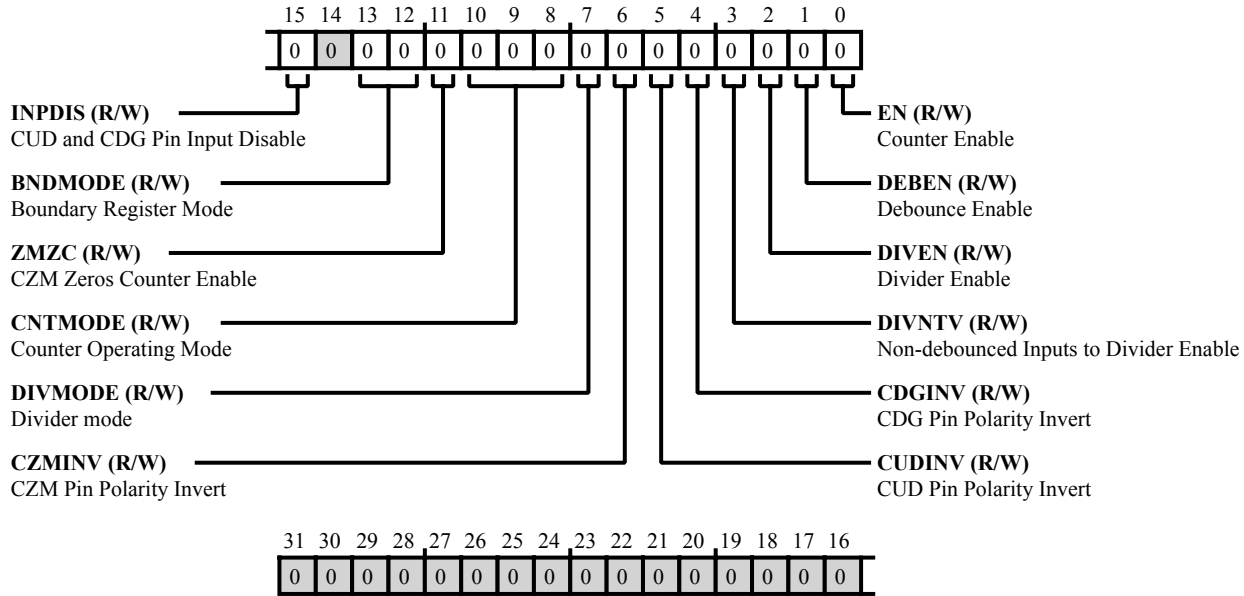 15 14 13 12 11 10 9 8 7 6 5 4 3 2 1 0
0 0 0 0 0 0 0 0 0 0 0 0 0 0 0 0
INPDIS (R/W)
CUD and CDG Pin Input Disable
BNDMODE (R/W)
Boundary Register Mode
ZMZC (R/W)
CZM Zeros Counter Enable
CNTMODE (R/W)
Counter Operating Mode
DIVMODE (R/W)
Divider mode
CZMINV (R/W)
CZM Pin Polarity Invert
EN (R/W)
Counter Enable
DEBEN (R/W)
Debounce Enable
DIVEN (R/W)
Divider Enable
DIVNTV (R/W)
Non-debounced Inputs to Divider Enable
CDGINV (R/W)
CDG Pin Polarity Invert
CUDINV (R/W)
CUD Pin Polarity Invert
31 30 29 28 27 26 25 24 23 22 21 20 19 18 17 16
0 0 0 0 0 0 0 0 0 0 0 0 0 0 0 0